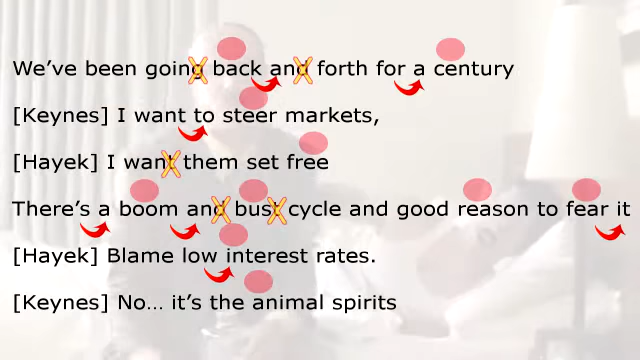 We've been going back and forth for a century
[Keynes] I want to steer markets,
[Hayek] I want them set free
There's a boom and bust cycle and good reason to fear it
[Hayek] Blame low interest rates.
[Keynes] No... it's the animal spirits